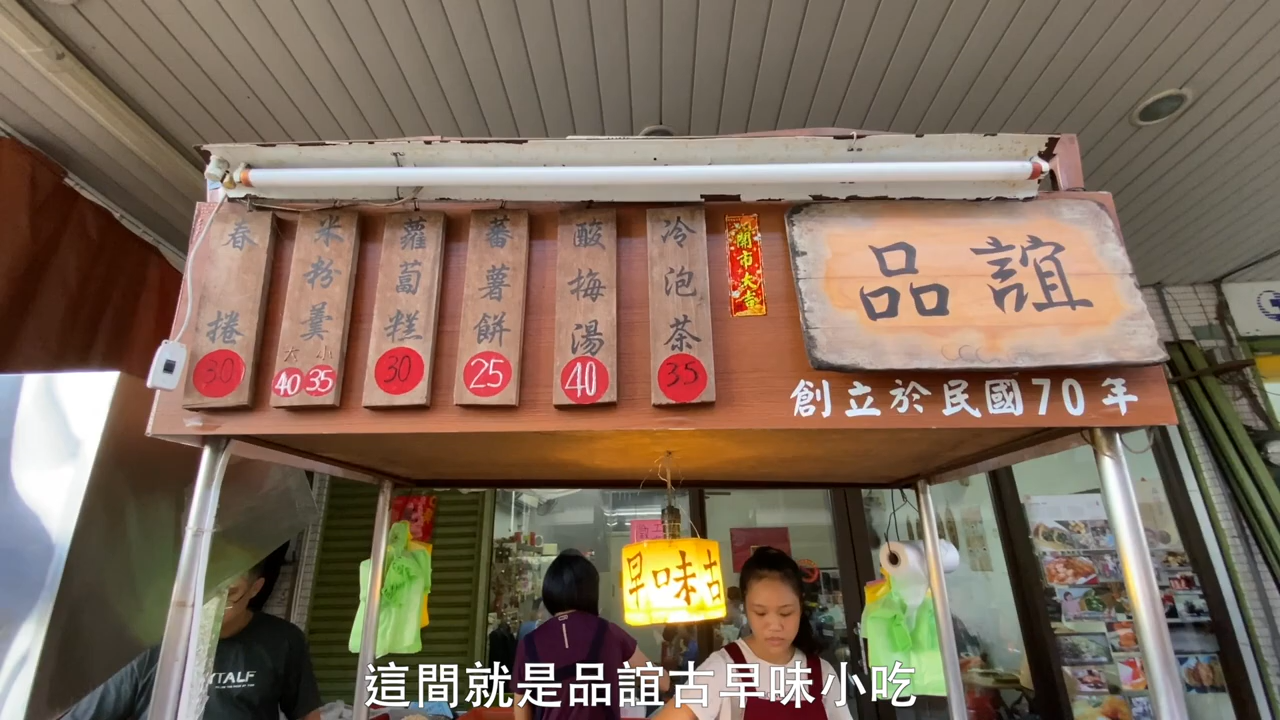 春捲
30
米粉羹
大 小
40 35
蘿蔔糕
30
蕃薯餅
25
酸梅湯
40
冷泡茶
35
開市大吉
品誼
創立於民國70年
早味古
TALF
這間就是品誼古早味小吃